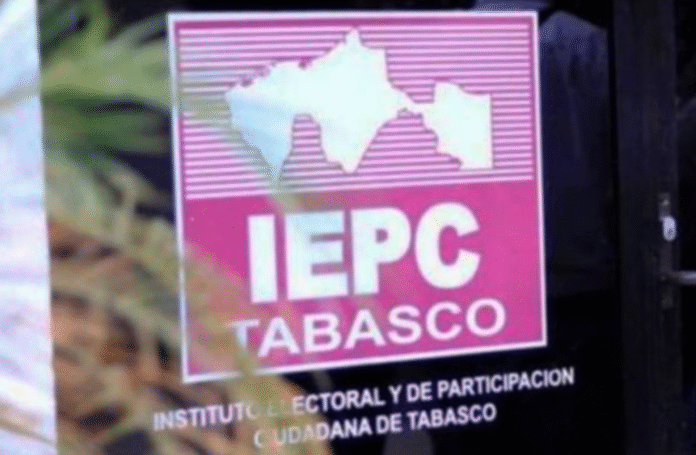 IEPC
TABASCO
INSTITUTO ELECTORAL Y DE PARTICIPACION
CIUDADANA DE TABASCO